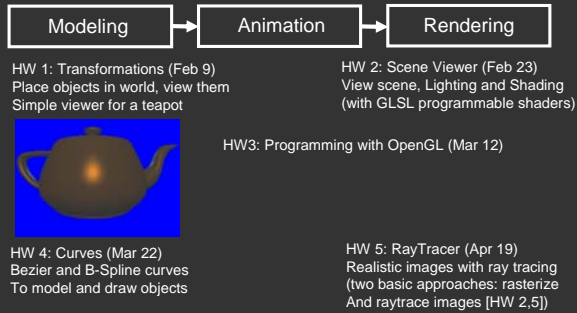 Modeling
Animation
Rendering
HW 1: Transformations (Feb 9)
Place objects in world, view them
Simple viewer for a teapot
HW 2: Scene Viewer (Feb 23)
View scene, Lighting and Shading
(with GLSL programmable shaders)
HW3: Programming with OpenGL (Mar 12)
HW 4: Curves (Mar 22)
Bezier and B-Spline curves
To model and draw objects
HW 5: RayTracer (Apr 19)
Realistic images with ray tracing
(two basic approaches: rasterize
And raytrace images [HW 2,5])